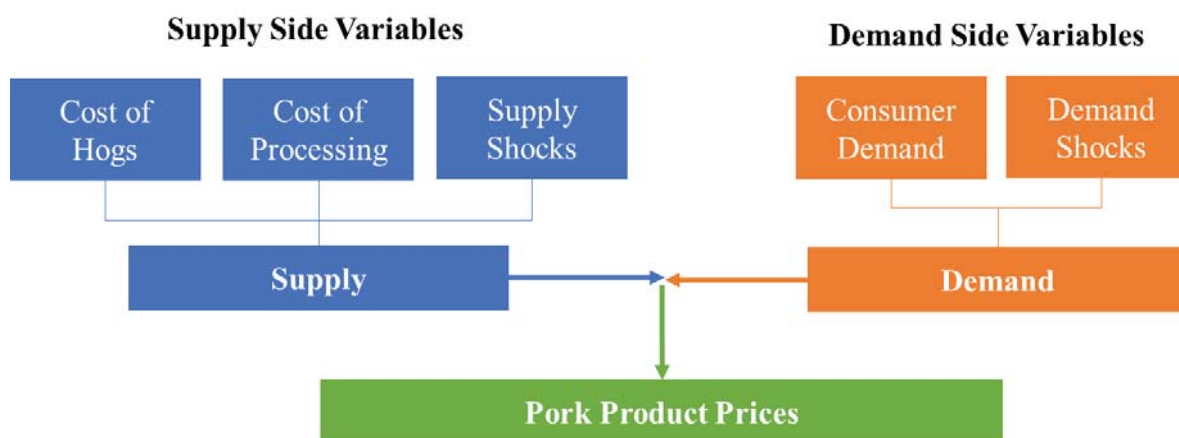 Supply Side Variables
Demand Side Variables
Cost of
Hogs
Cost of
Processing
Supply
Shocks
Consumer
Demand
Demand
Shocks
Supply
Demand
Pork Product Prices